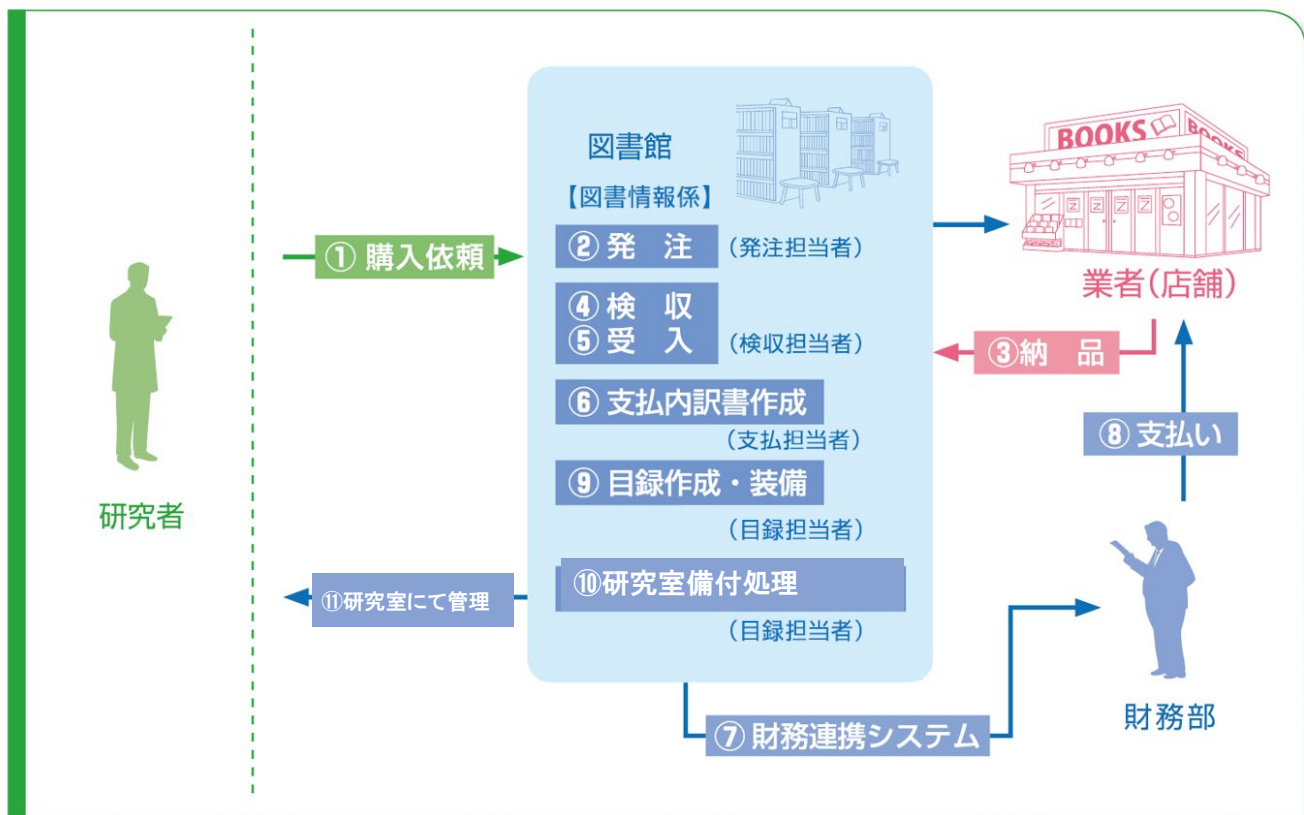 図書館
【図書情報係】
BOOKS
BOOKS
① 購入依頼
② 発　注 (発注担当者)
業者(店舗)
④ 検　収
⑤ 受　入 (検収担当者)
③納　品
⑥ 支払内訳書作成
(支払担当者)
⑧ 支払い
⑨ 目録作成・装備
(目録担当者)
研究者
⑩研究室備付処理
(目録担当者)
⑪研究室にて管理
⑦ 財務連携システム
財務部